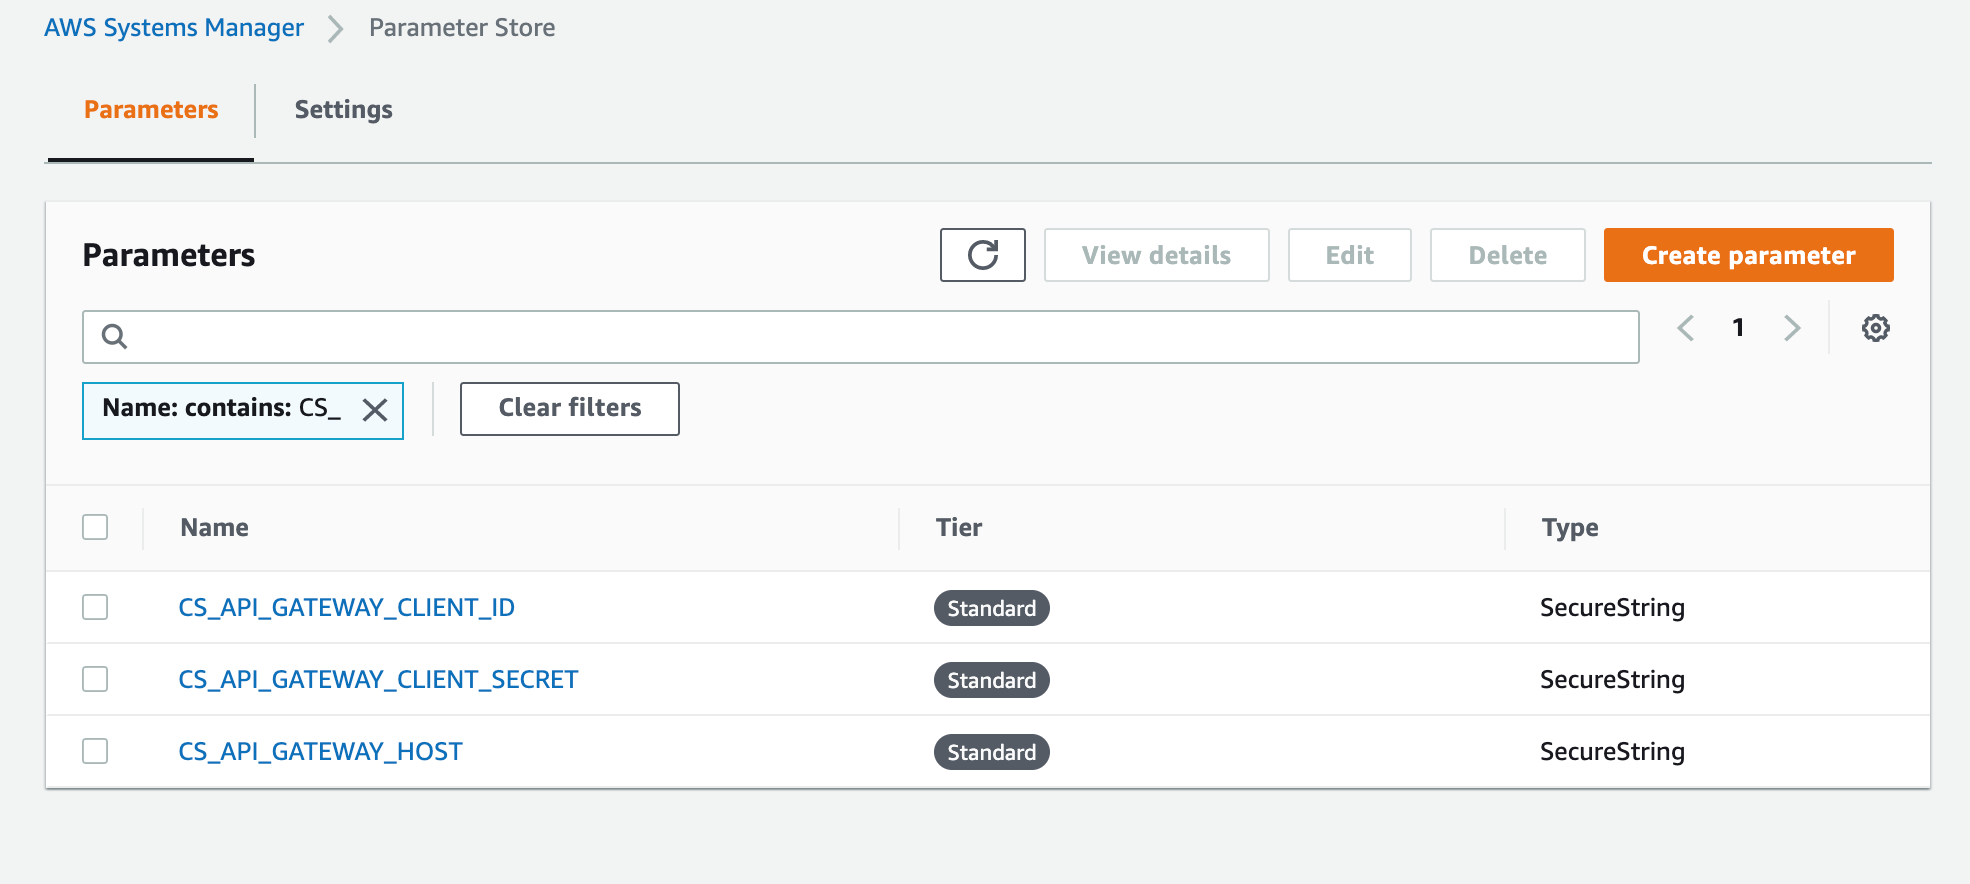 AWS Systems Manager Parameter Store
Parameters Settings
Parameters View details Edit Delete Create parameter
1
Name: contains: CS_ Clear filters
Name Tier Type
CS_API_GATEWAY_CLIENT_ID Standard SecureString
CS_API_GATEWAY_CLIENT_SECRET Standard SecureString
CS_API_GATEWAY_HOST Standard SecureString